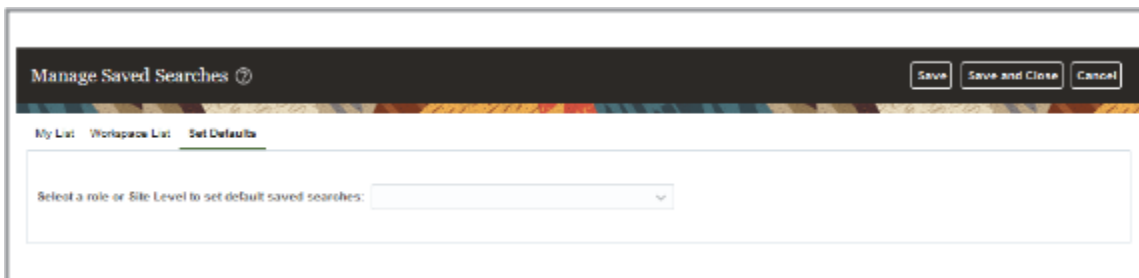 Manage Saved Searches ?
Save Save and Close Cancel
My List Workspace List Set Defaults
Select a role or Site Level to set default saved searches: